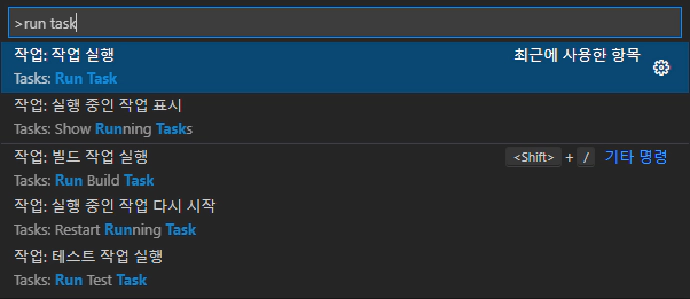 >run task
작업: 작업 실행 최근에 사용한 항목
Tasks: Run Task
작업: 실행 중인 작업 표시
Tasks: Show Running Tasks
작업: 빌드 작업 실행 <Shift> + / 기타 명령
Tasks: Run Build Task
작업: 실행 중인 작업 다시 시작
Tasks: Restart Running Task
작업: 테스트 작업 실행
Tasks: Run Test Task